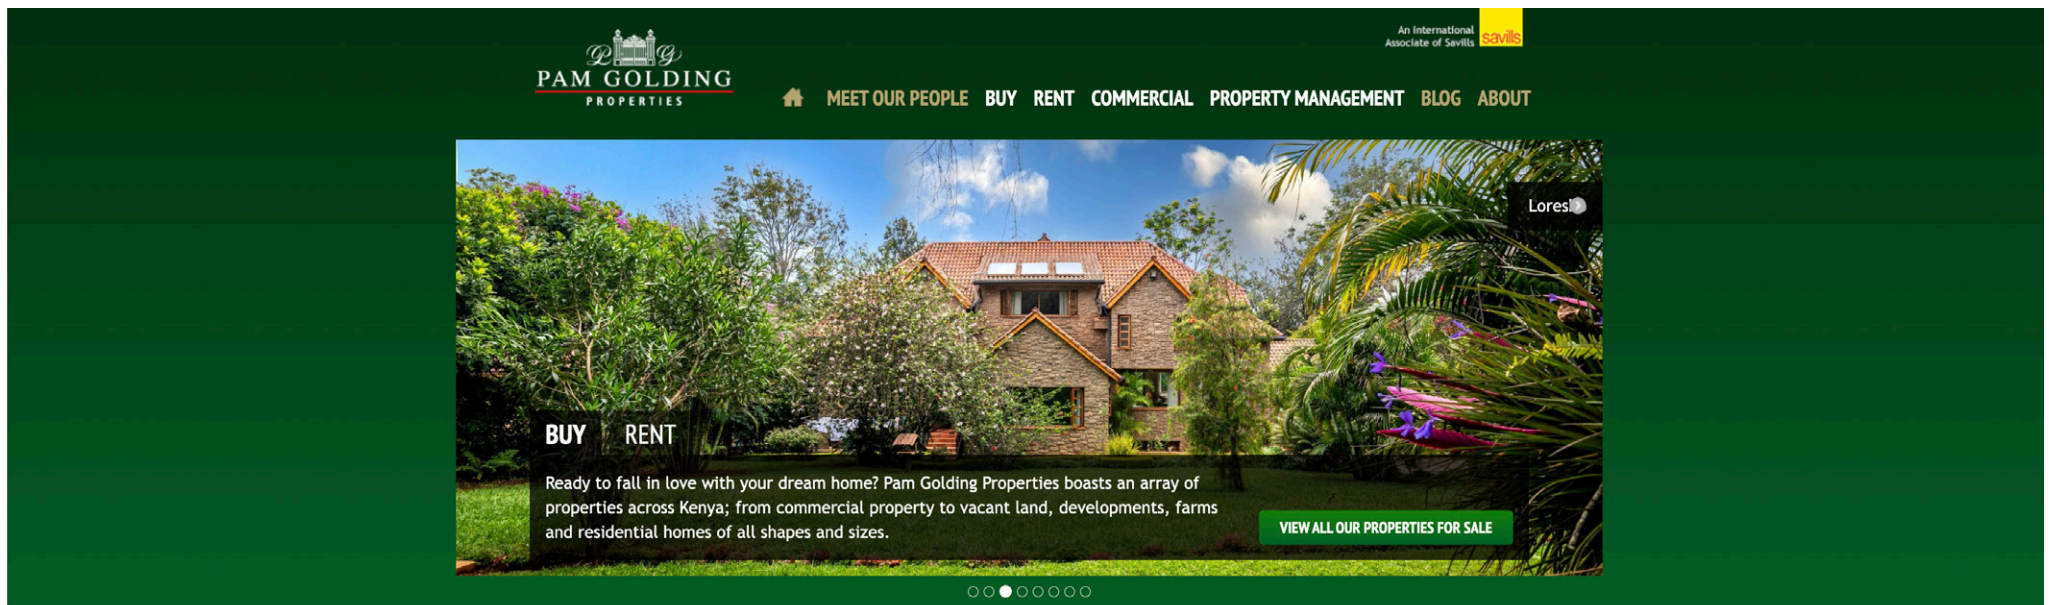 An international
Associate of Savills
savills
P G
PAM GOLDING
PROPERTIES
MEET OUR PEOPLE BUY RENT COMMERCIAL PROPERTY MANAGEMENT BLOG ABOUT
BUY RENT
Ready to fall in love with your dream home? Pam Golding Properties boasts an array of
properties across Kenya; from commercial property to vacant land, developments, farms
and residential homes of all shapes and sizes.
VIEW ALL OUR PROPERTIES FOR SALE